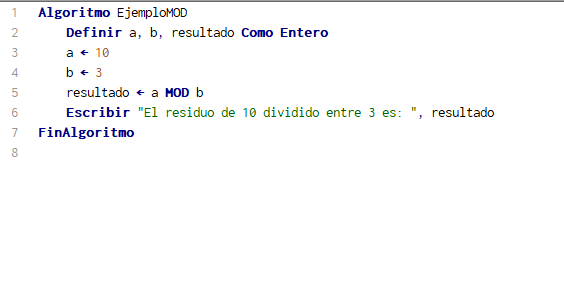 1 Algoritmo EjemploMOD
2 Definir a, b, resultado Como Entero
3 a ← 10
4 b ← 3
5 resultado ← a MOD b
6 Escribir "El residuo de 10 dividido entre 3 es: ", resultado
7 FinAlgoritmo
8